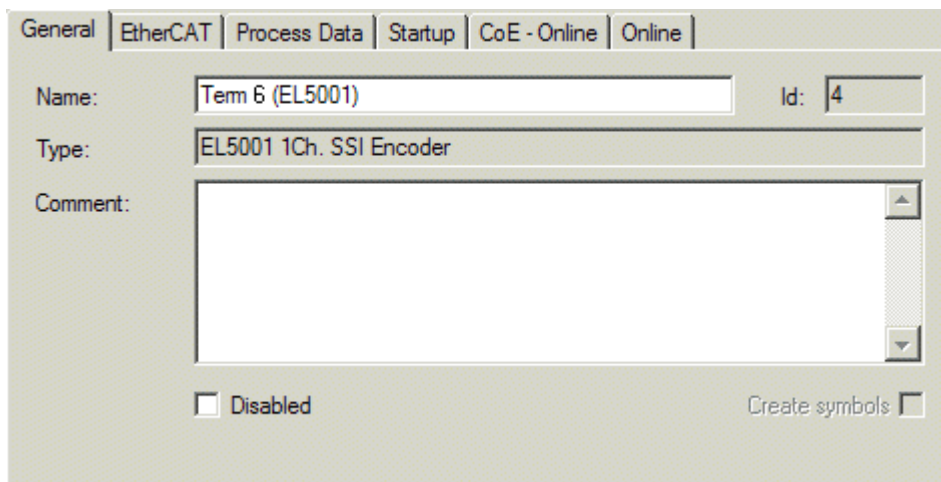 General EtherCAT Process Data Startup CoE - Online Online
Name: Term 6 (EL5001) Id: 4
Type: EL5001 1Ch. SSI Encoder
Comment:
Disabled Create symbols